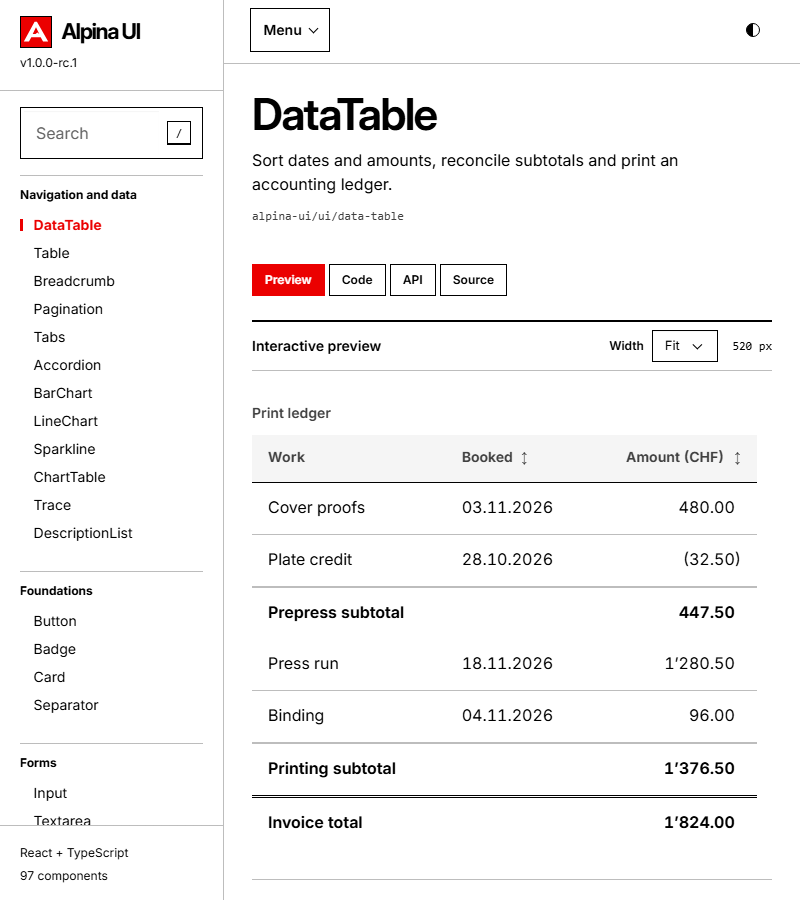 Alpina UI
v1.0.0-rc.1
Search /
Navigation and data
DataTable
Table
Breadcrumb
Pagination
Tabs
Accordion
BarChart
LineChart
Sparkline
ChartTable
Trace
DescriptionList
Foundations
Button
Badge
Card
Separator
Forms
Input
Textarea
React + TypeScript
97 components
Menu
DataTable
Sort dates and amounts, reconcile subtotals and print an
accounting ledger.
alpina-ui/ui/data-table
Preview Code API Source
Interactive preview Width Fit 520 px
Print ledger
Work Booked ↕ Amount (CHF) ↕
Cover proofs 03.11.2026 480.00
Plate credit 28.10.2026 (32.50)
Prepress subtotal 447.50
Press run 18.11.2026 1’280.50
Binding 04.11.2026 96.00
Printing subtotal 1’376.50
Invoice total 1’824.00